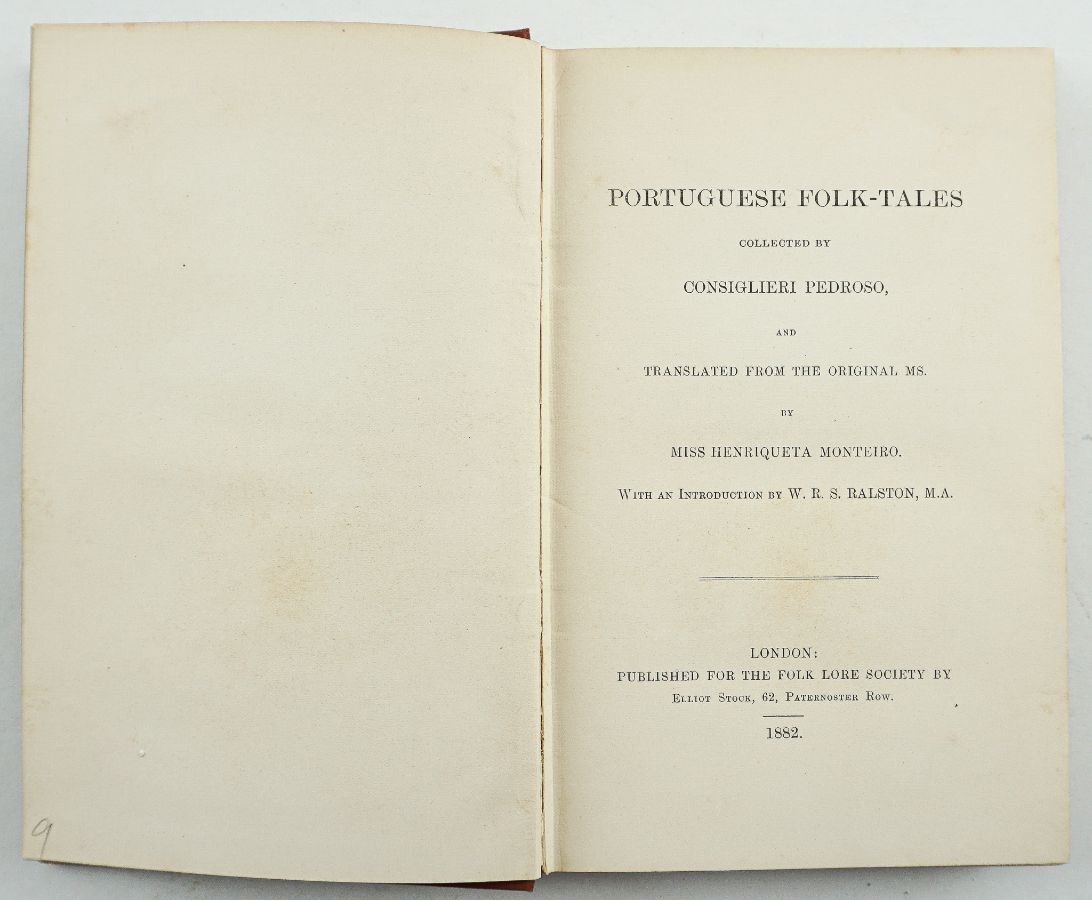 PORTUGUESE FOLK-TALES
COLLECTED BY
CONSIGLIERI PEDROSO,
AND
TRANSLATED FROM THE ORIGINAL MS.
BY
MISS HENRIQUETA MONTEIRO.
WITH AN INTRODUCTION BY W. R. S. RALSTON, M.A.
LONDON:
PUBLISHED FOR THE FOLK LORE SOCIETY BY
ELLIOT STOCK, 62, PATERNOSTER ROW.
1882.
9